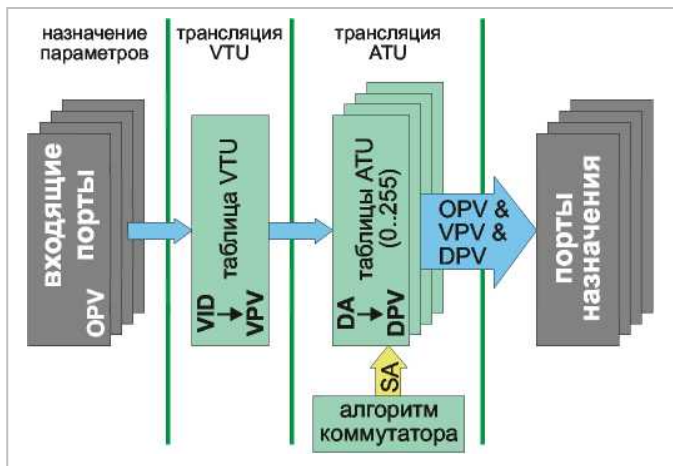 назначение
параметров
трансляция
VTU
трансляция
ATU
входящие
порты
OPV
таблица VTU
VID → VPV
таблицы ATU
(0..255)
DA → DPV
OPV &
VPV &
DPV
порты
назначения
SA
алгоритм
коммутатора